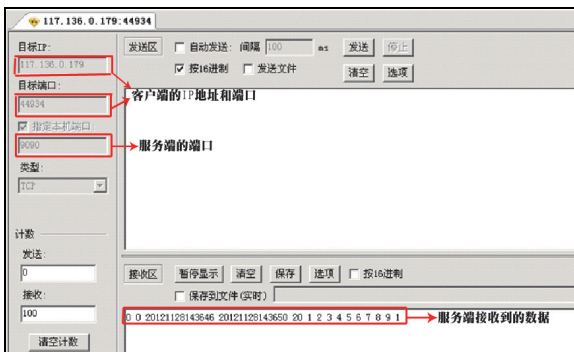 117.136.0.179:44934
目标IP:
117.136.0.179
目标端口:
44934
指定本机端口
9090
类型:
TCP
计数
发送:
0
接收:
100
清空计数
发送区 自动发送: 间隔 100 ms 发送 停止
按16进制 发送文件 清空 选项
客户端的IP地址和端口
服务端的端口
接收区 暂停显示 清空 保存 选项 按16进制
保存到文件(实时)
0 0 20121128143646 20121128143650 20 1 2 3 4 5 6 7 8 9 1
服务端接收到的数据